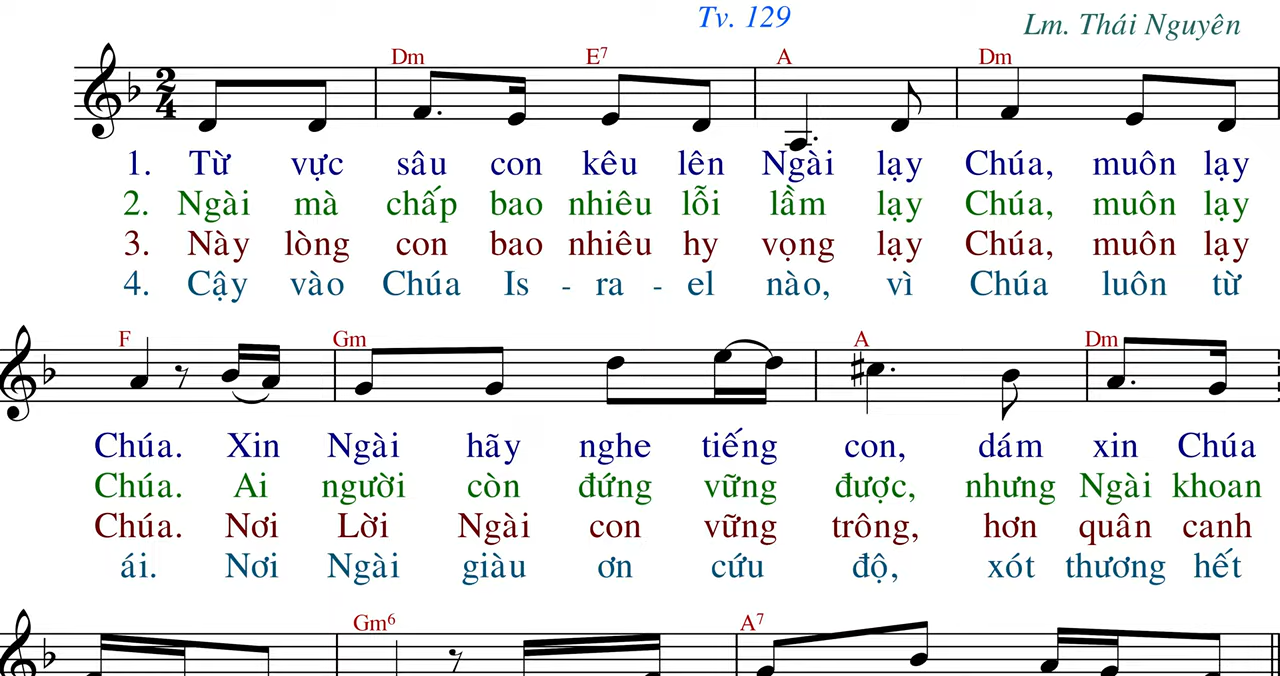 Tv. 129
Lm. Thái Nguyên
Dm E7 A Dm
2
4
1. Từ vực sâu con kêu lên Ngài lạy Chúa, muôn lạy
2. Ngài mà chấp bao nhiêu lỗi lầm lạy Chúa, muôn lạy
3. Này lòng con bao nhiêu hy vọng lạy Chúa, muôn lạy
4. Cậy vào Chúa Is - ra - el nào, vì Chúa luôn từ
F Gm A Dm
Chúa. Xin Ngài hãy nghe tiếng con, dám xin Chúa
Chúa. Ai người còn đứng vững được, nhưng Ngài khoan
Chúa. Nơi Lời Ngài con vững trông, hơn quân canh
ái. Nơi Ngài giàu ơn cứu độ, xót thương hết
Gm6 A7